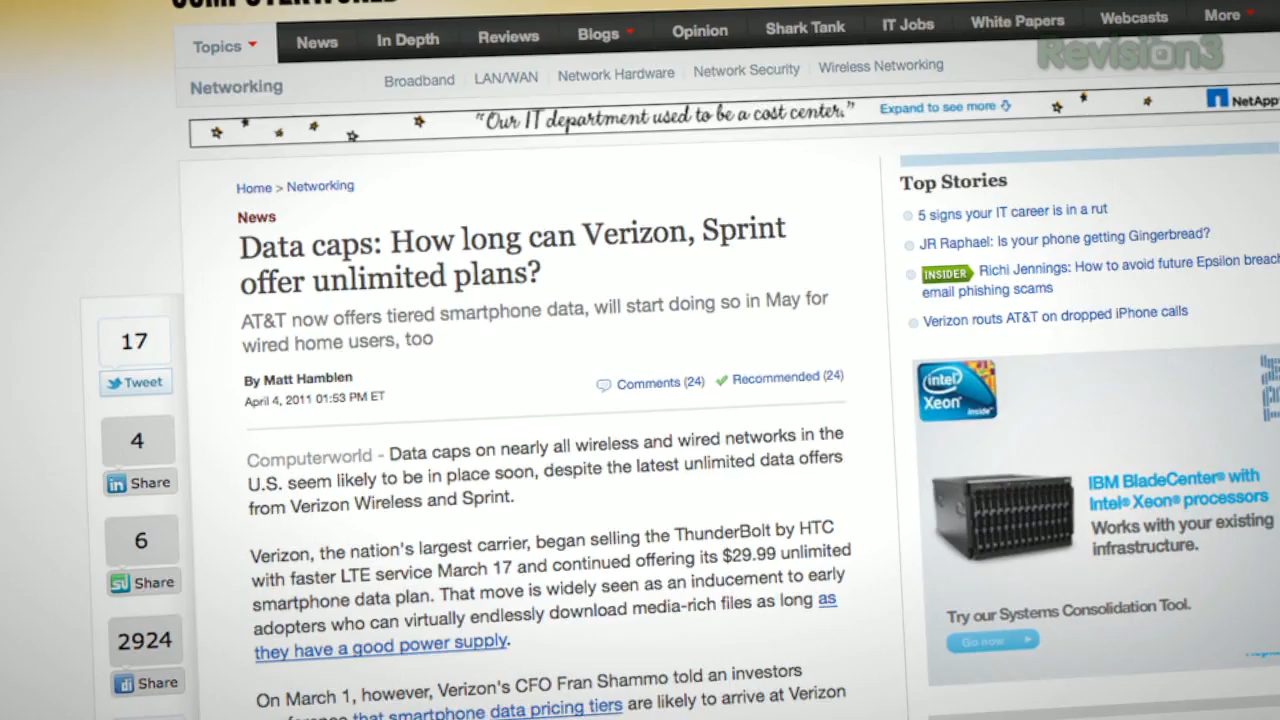 Topics News In Depth Reviews Blogs Opinion Shark Tank IT Jobs White Papers Webcasts More
Revision3
Networking Broadband LAN/WAN Network Hardware Network Security Wireless Networking
"Our IT department used to be a cost center." Expand to see more NetApp
Home > Networking
News
Data caps: How long can Verizon, Sprint
offer unlimited plans?
AT&T now offers tiered smartphone data, will start doing so in May for
wired home users, too
By Matt Hamblen
April 4, 2011 01:53 PM ET
Comments (24) Recommended (24)
Computerworld - Data caps on nearly all wireless and wired networks in the
U.S. seem likely to be in place soon, despite the latest unlimited data offers
from Verizon Wireless and Sprint.
Verizon, the nation's largest carrier, began selling the ThunderBolt by HTC
with faster LTE service March 17 and continued offering its $29.99 unlimited
smartphone data plan. That move is widely seen as an inducement to early
adopters who can virtually endlessly download media-rich files as long as
they have a good power supply.
On March 1, however, Verizon's CFO Fran Shammo told an investors
that smartphone data pricing tiers are likely to arrive at Verizon
17
Tweet
4
in Share
6
Share
2924
Share
Top Stories
5 signs your IT career is in a rut
JR Raphael: Is your phone getting Gingerbread?
INSIDER Richi Jennings: How to avoid future Epsilon breach
email phishing scams
Verizon routs AT&T on dropped iPhone calls
intel
Xeon
inside
IBM BladeCenter® with
Intel® Xeon® processors
Works with your existing
infrastructure.
Try our Systems Consolidation Tool.
Go now